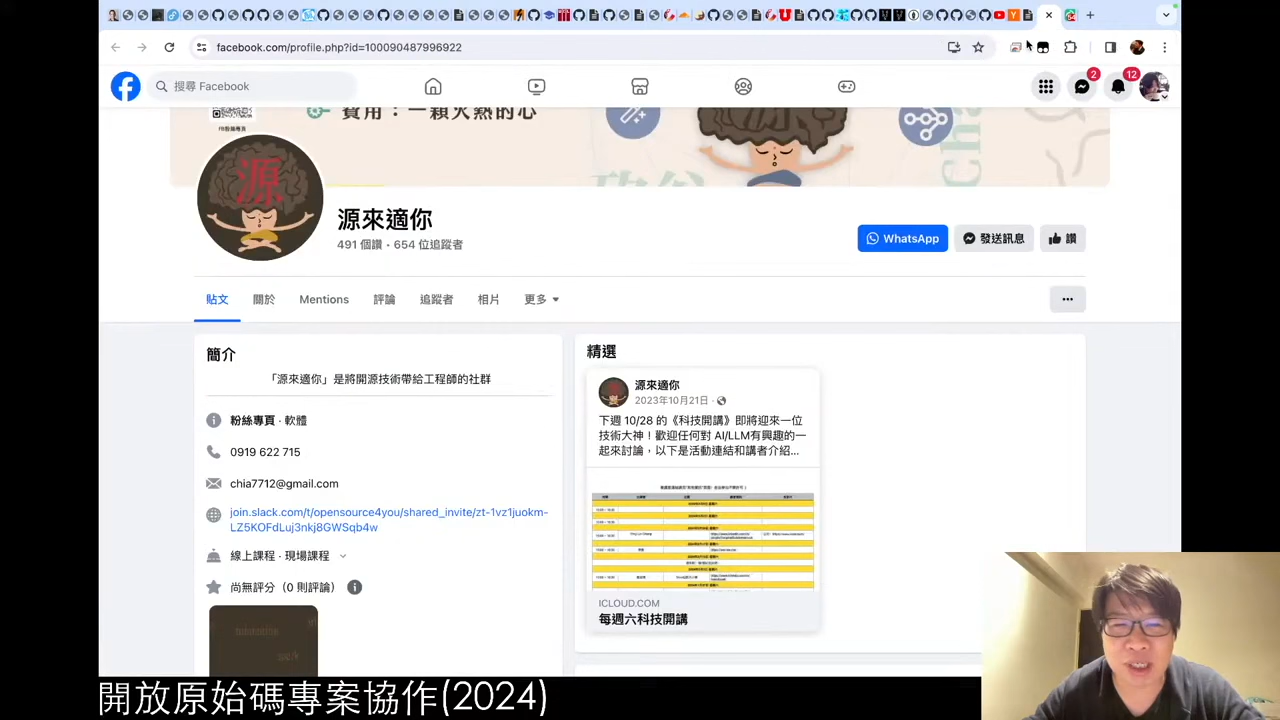 facebook.com/profile.php?id=100090487996922
搜尋 Facebook
2
12
費用：一顆火熱的心
FB粉絲專頁
源
源來適你
491 個讚 · 654 位追蹤者
WhatsApp
發送訊息
讚
貼文
關於
Mentions
評論
追蹤者
相片
更多
簡介
「源來適你」是將開源技術帶給工程師的社群
粉絲專頁 · 軟體
0919 622 715
chia7712@gmail.com
join.slack.com/t/opensource4you/shared_invite/zt-1vz1juokm-
LZ5KOFdLuj3nkj8GWSqb4w
線上課程 · 現場課程
尚無評分（0 則評論）
精選
源來適你
2023年10月21日
下週 10/28 的《科技開講》即將迎來一位
技術大神！歡迎任何對 AI/LLM有興趣的一
起來討論，以下是活動連結和講者介紹...
ICLOUD.COM
每週六科技開講
開放原始碼專案協作(2024)